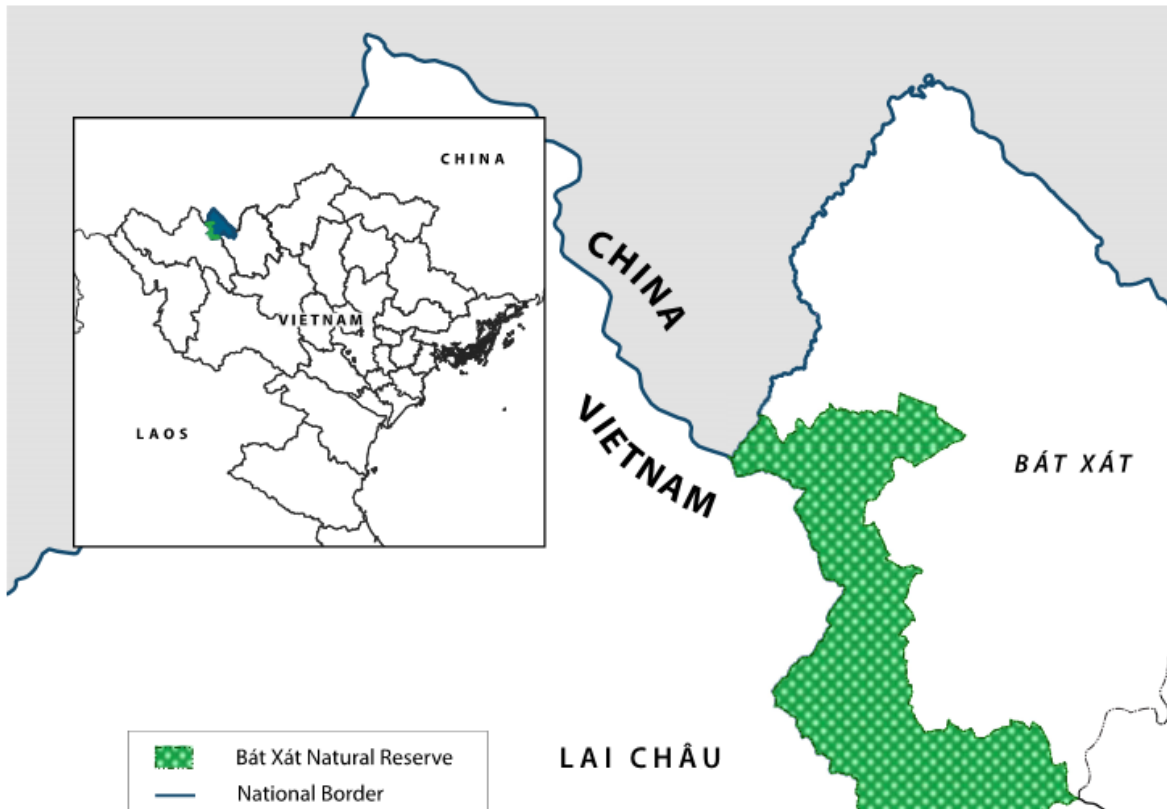 CHINA
VIETNAM
LAOS
CHINA
VIETNAM
BÁT XÁT
LAI CHÂU
Bát Xát Natural Reserve
National Border